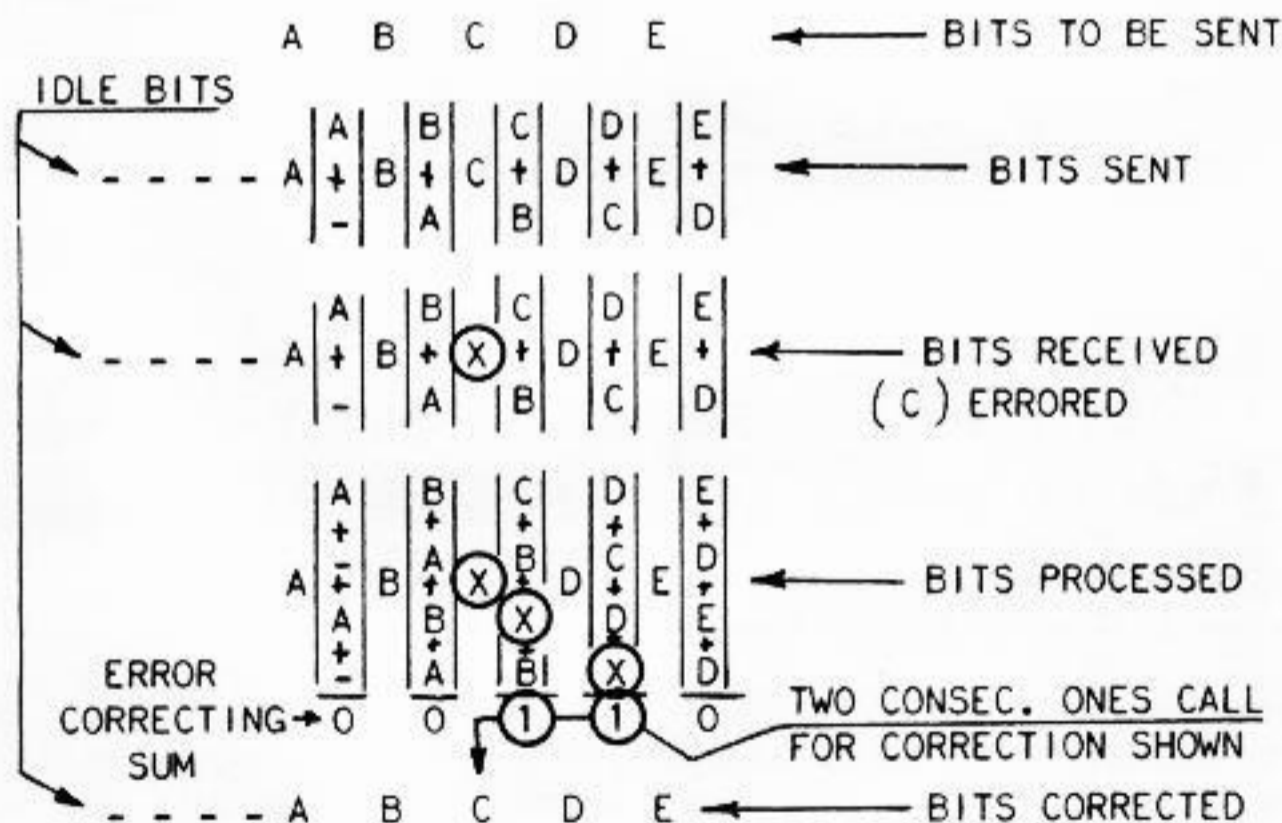 A B C D E BITS TO BE SENT
IDLE BITS
A B C D E
- - - - A + B + C + D + E + BITS SENT
- A B C D
A B C D E
- - - - A + B + X + D + E + BITS RECEIVED
- A B C D (C) ERRORED
A B C D E
+ + + + +
- A B C D
A + B + X + D + E + BITS PROCESSED
A B X D E
+ + + + +
- A B X D
ERROR
CORRECTING 0 0 1 1 0 TWO CONSEC. ONES CALL
SUM FOR CORRECTION SHOWN
- - - - A B C D E BITS CORRECTED